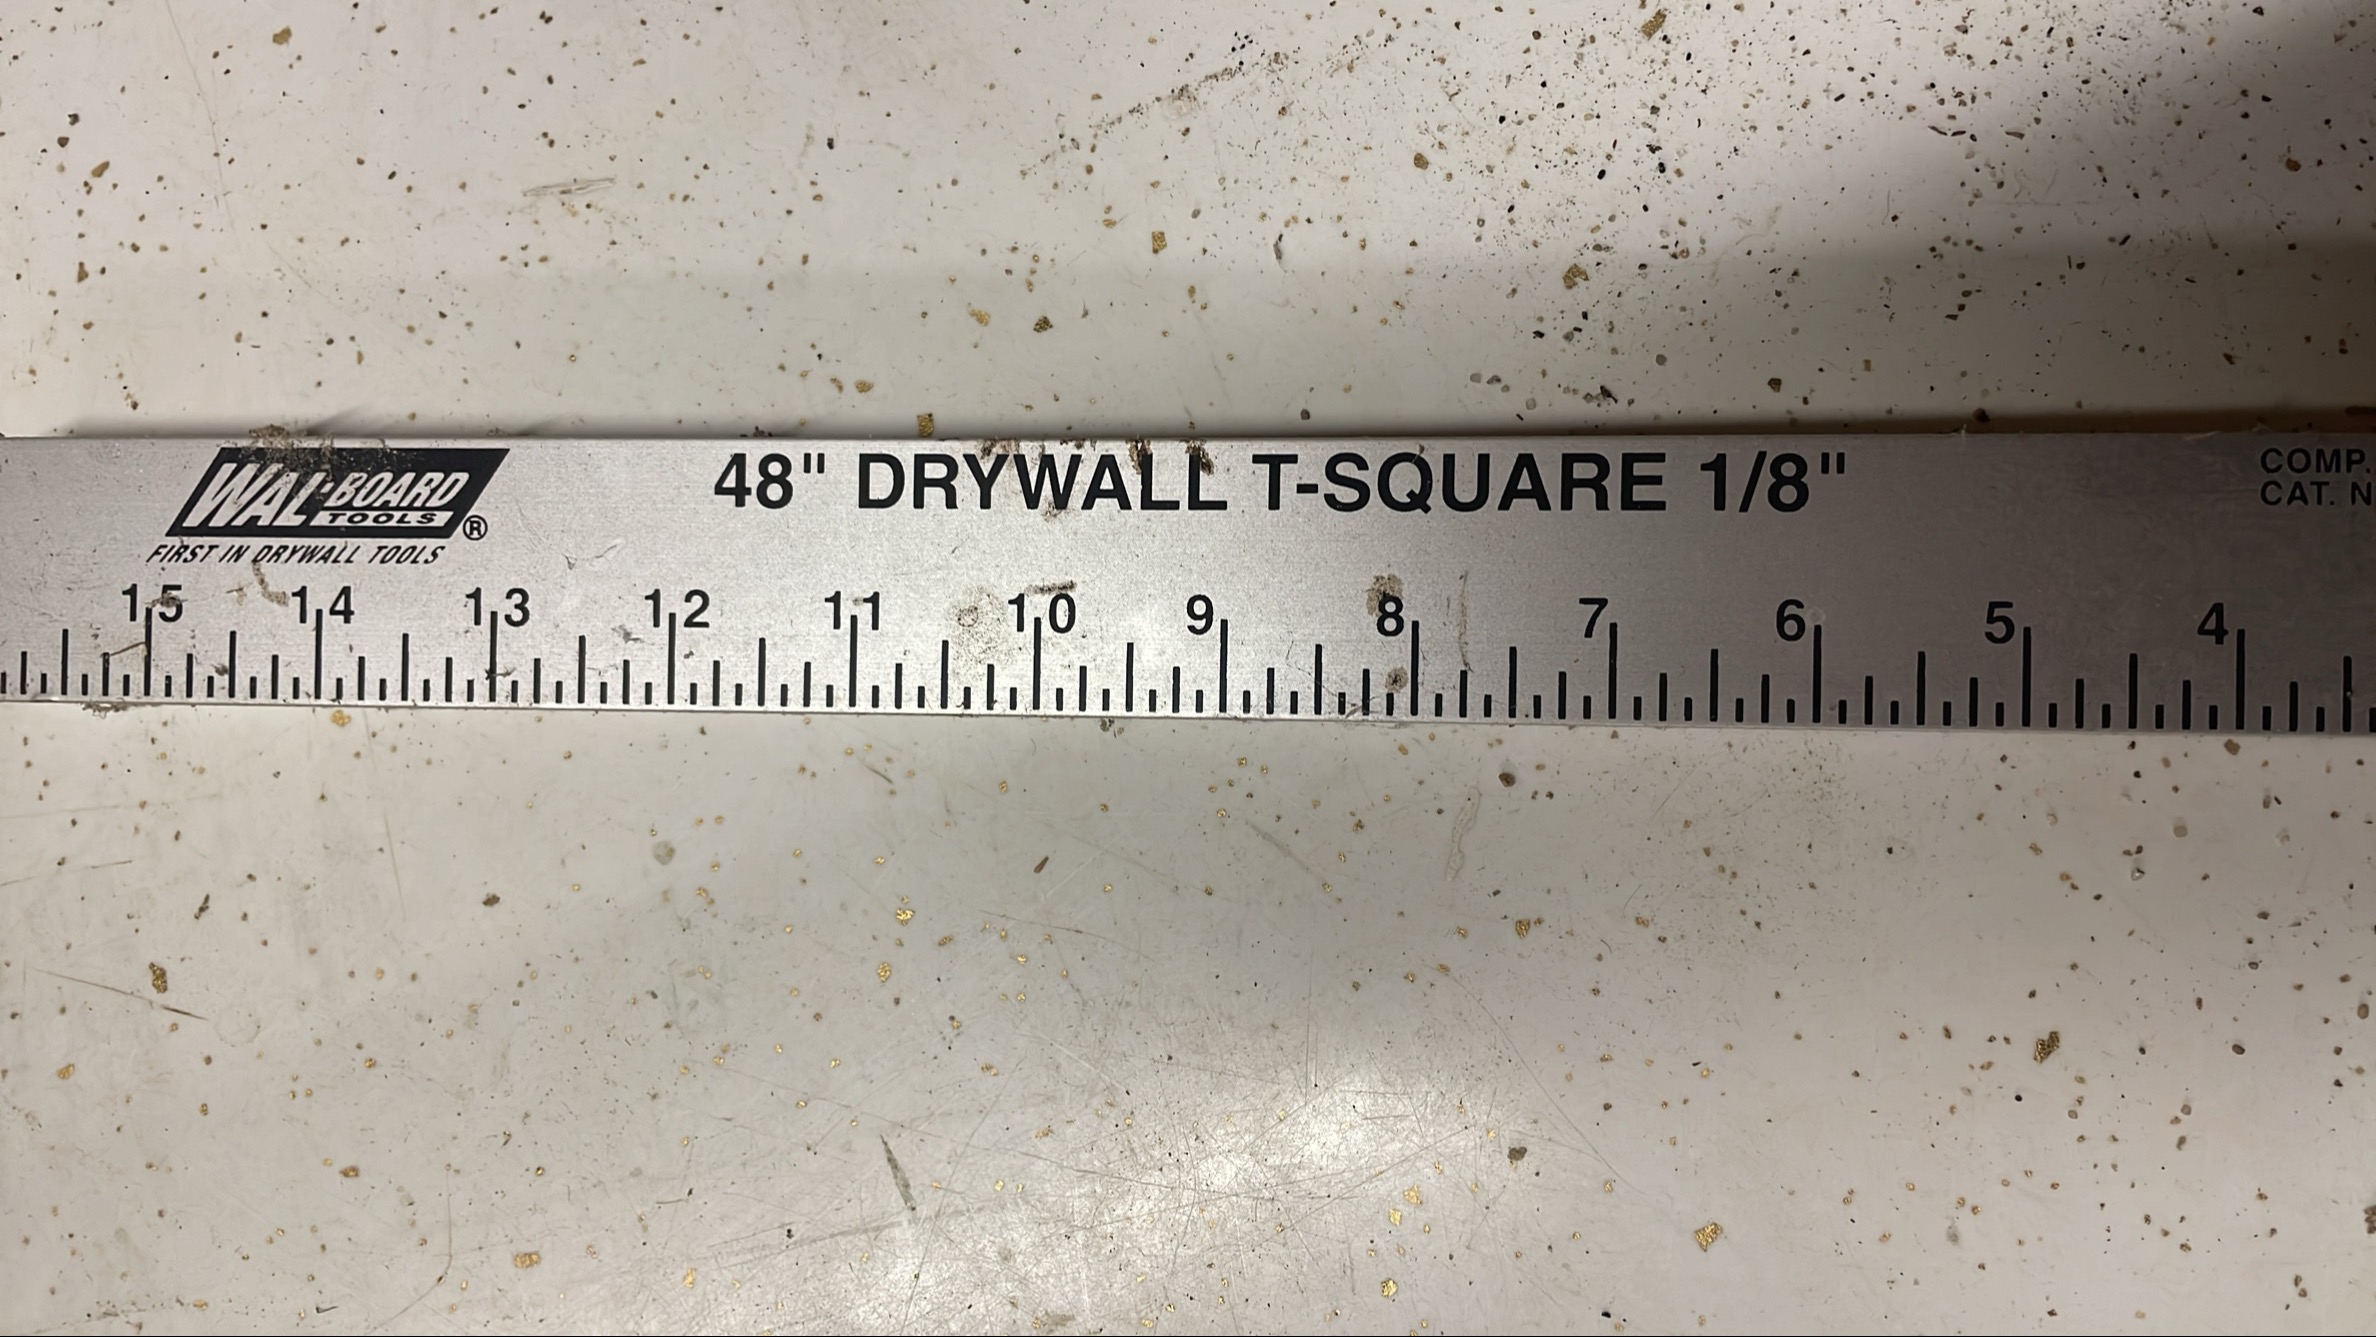 WAL-BOARD
TOOLS®
FIRST IN DRYWALL TOOLS
48" DRYWALL T-SQUARE 1/8"
COMP.
CAT. N
15 14 13 12 11 10 9 8 7 6 5 4